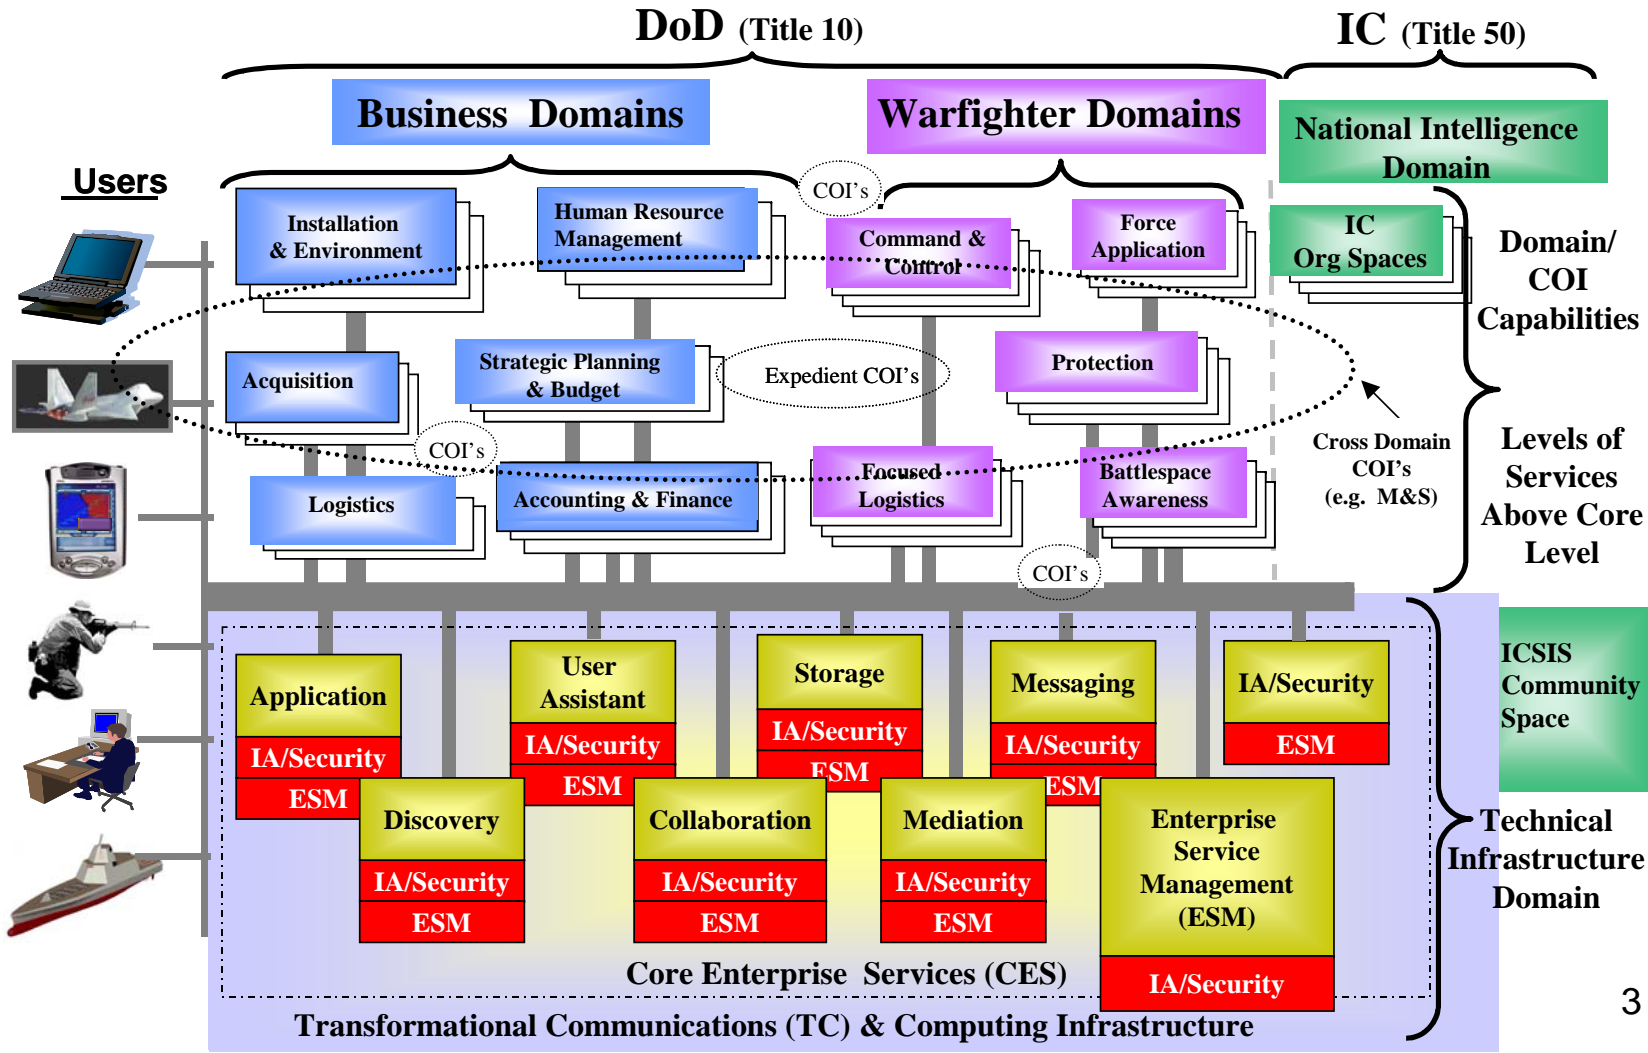 DoD (Title 10)
IC (Title 50)
Business Domains
Warfighter Domains
National Intelligence
Domain
Users
COI's
Installation
& Environment
Human Resource
Management
Command &
Control
Force
Application
IC
Org Spaces
Domain/
COI
Capabilities
Acquisition
Strategic Planning
& Budget
Expedient COI's
Protection
Cross Domain
COI's
(e.g. M&S)
COI's
Logistics
Accounting & Finance
Focused
Logistics
Battlespace
Awareness
Levels of
Services
Above Core
Level
COI's
Application
IA/Security
ESM
User
Assistant
IA/Security
ESM
Storage
IA/Security
ESM
Messaging
IA/Security
ESM
IA/Security
ESM
ICSIS
Community
Space
Discovery
IA/Security
ESM
Collaboration
IA/Security
ESM
Mediation
IA/Security
ESM
Enterprise
Service
Management
(ESM)
IA/Security
Technical
Infrastructure
Domain
Core Enterprise Services (CES)
Transformational Communications (TC) & Computing Infrastructure
3